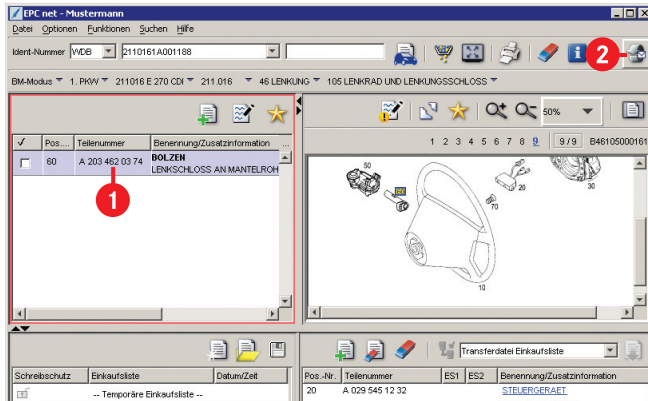 EPC net - Mustermann
Datei Optionen Funktionen Suchen Hilfe
Ident-Nummer WDB 2110161A001188
2
BM-Modus 1. PKW 211016 E 270 CDI 211.016 46 LENKUNG 105 LENKRAD UND LENKUNGSSCHLOSS
50%
✓ Pos.... Teilenummer Benennung/Zusatzinformation ...
1 2 3 4 5 6 7 8 9 9/9 B46105000161
60 A 203 462 03 74 BOLZEN
LENKSCHLOSS AN MANTELROH
1
50
60
20
30
70
10
Transferdatei Einkaufsliste
Schreibschutz Einkaufsliste Datum/Zeit
-- Temporäre Einkaufsliste --
Pos.-Nr. Teilenummer ES1 ES2 Benennung/Zusatzinformation
20 A 029 545 12 32 STEUERGERAET